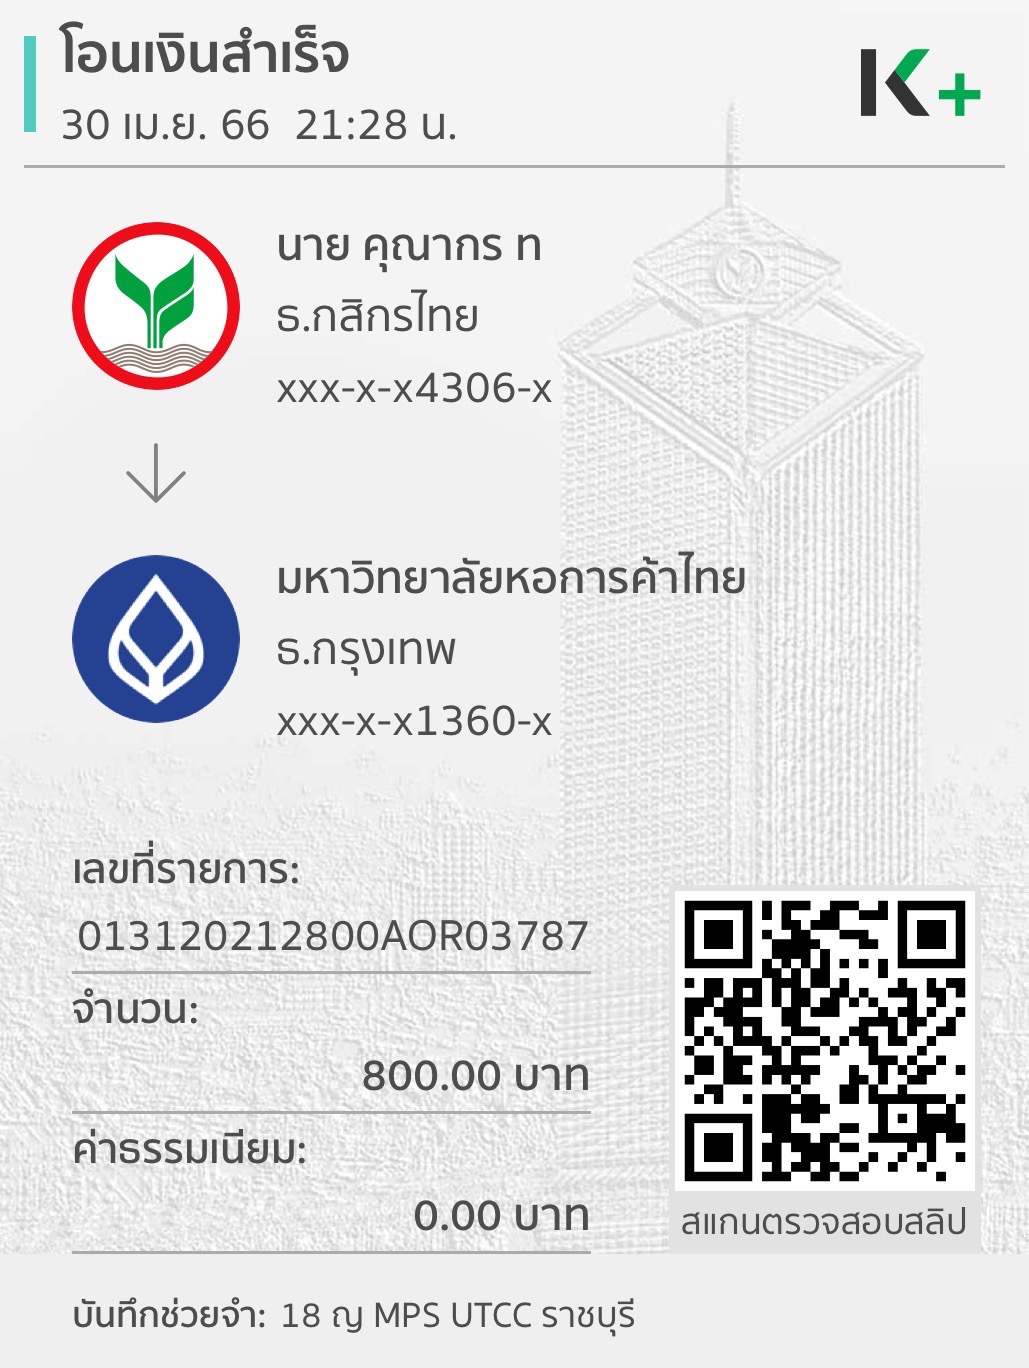 โอนเงินสำเร็จ
30 เม.ย. 66 21:28 น.
K+
นาย คุณากร ท
ธ.กสิกรไทย
xxx-x-x4306-x
มหาวิทยาลัยหอการค้าไทย
ธ.กรุงเทพ
xxx-x-x1360-x
เลขที่รายการ:
013120212800AOR03787
จำนวน:
800.00 บาท
ค่าธรรมเนียม:
0.00 บาท
สแกนตรวจสอบสลิป
บันทึกช่วยจำ: 18 ญ MPS UTCC ราชบุรี